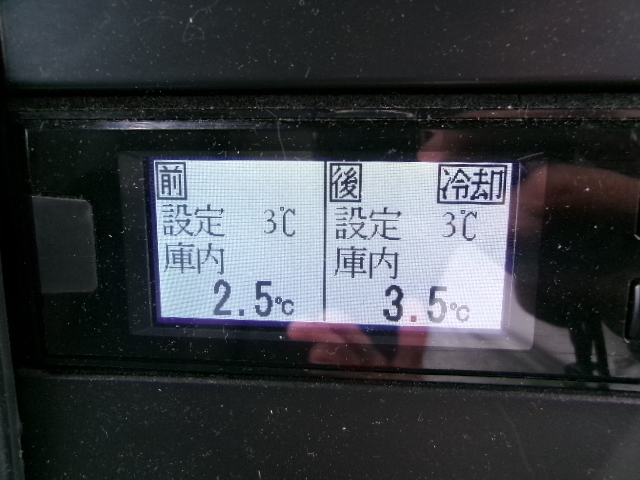 前
設定 3℃
庫内
2.5℃
後 冷却
設定 3℃
庫内
3.5℃